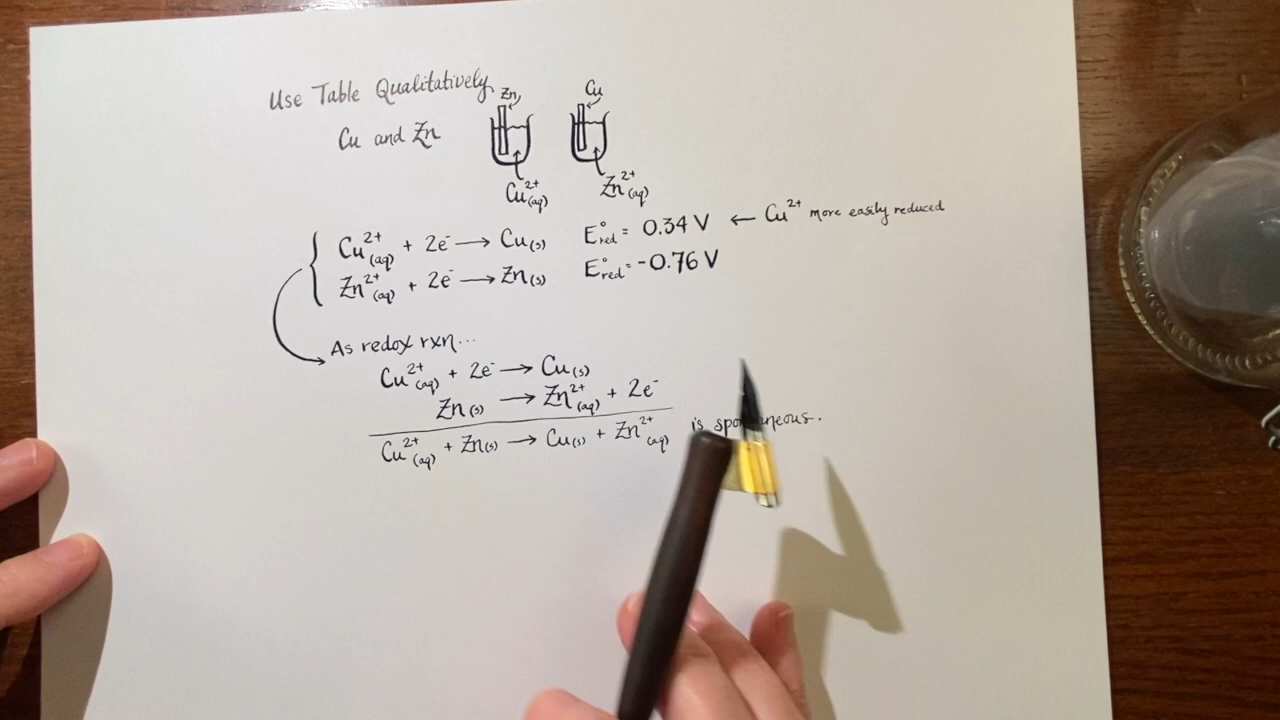 Use Table Qualitatively
Zn
Cu
Cu and Zn
Cu²⁺(aq)
Zn²⁺(aq)
Cu²⁺(aq) + 2e⁻ → Cu(s) E°red = 0.34 V ← Cu²⁺ more easily reduced
Zn²⁺(aq) + 2e⁻ → Zn(s) E°red = -0.76 V
As redox rxn...
Cu²⁺(aq) + 2e⁻ → Cu(s)
Zn(s) → Zn²⁺(aq) + 2e⁻
Cu²⁺(aq) + Zn(s) → Cu(s) + Zn²⁺(aq) is